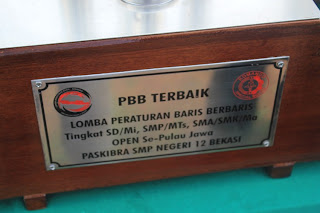 PBB TERBAIK
LOMBA PERATURAN BARIS BERBARIS
Tingkat SD/Mi, SMP/MTs, SMA/SMK/Ma
OPEN Se-Pulau Jawa
PASKIBRA SMP NEGERI 12 BEKASI